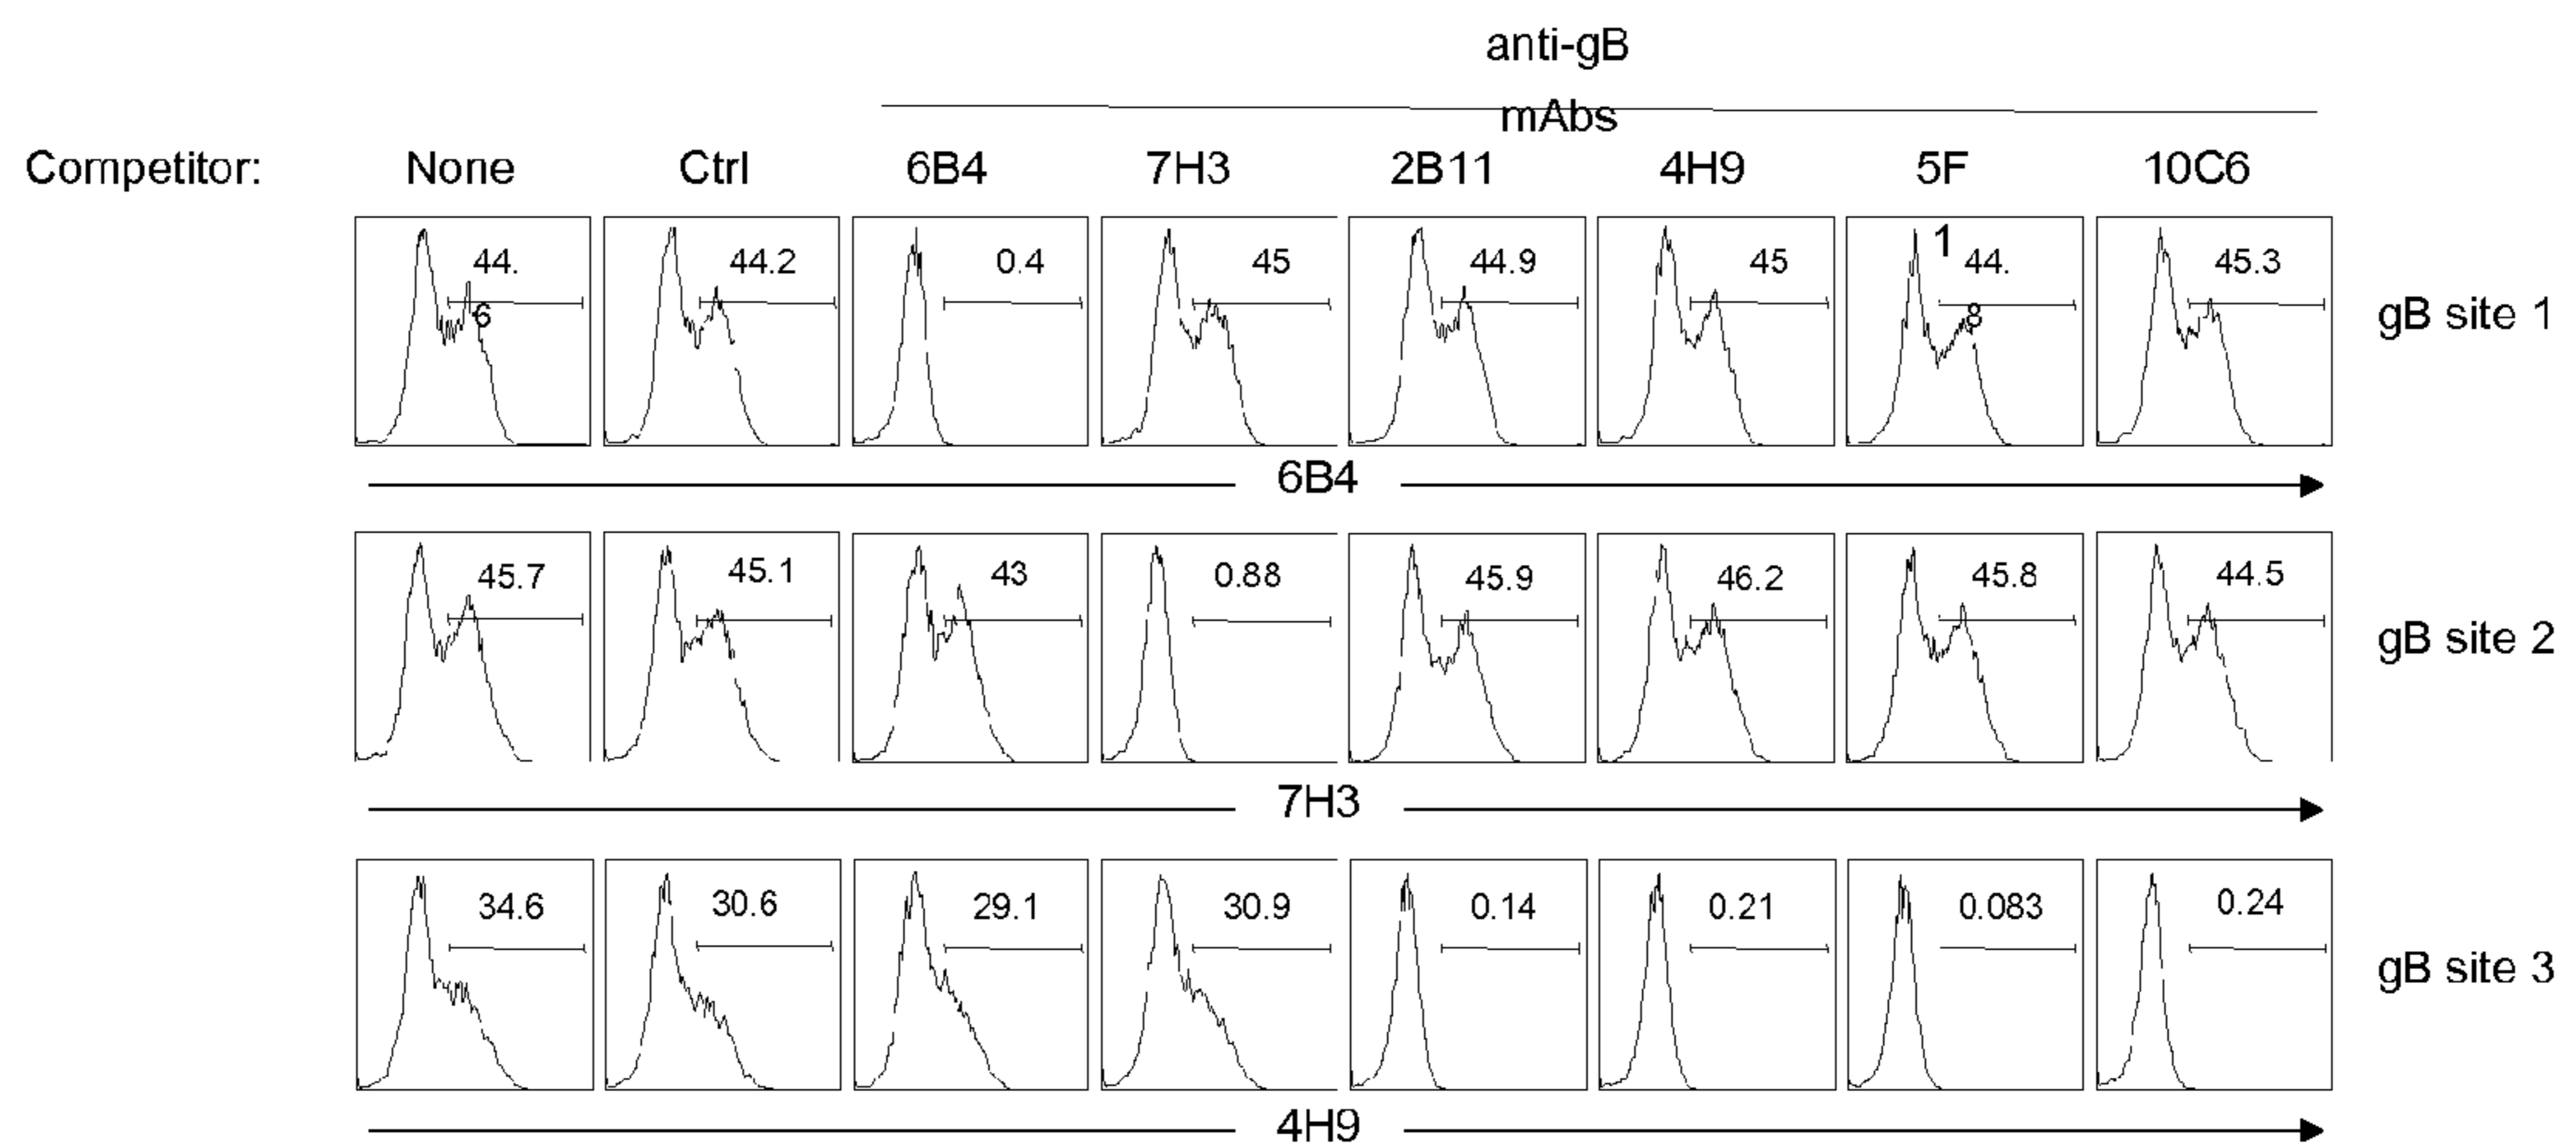 anti-gB
mAbs
Competitor: None Ctrl 6B4 7H3 2B11 4H9 5F 10C6
1
44. 44.2 0.4 45 44.9 45 44. 45.3
6 8
gB site 1
6B4
45.7 45.1 43 0.88 45.9 46.2 45.8 44.5
gB site 2
7H3
34.6 30.6 29.1 30.9 0.14 0.21 0.083 0.24
gB site 3
4H9